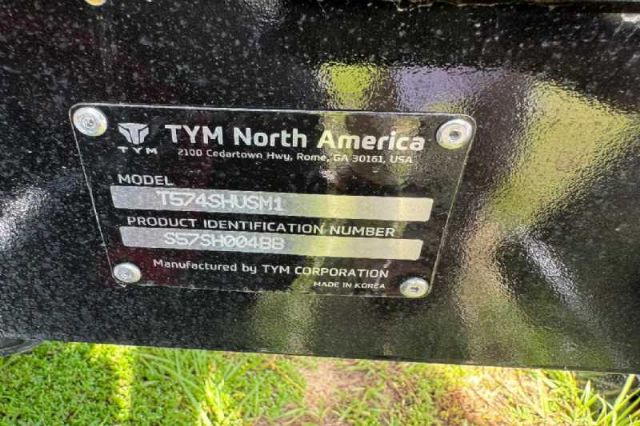 TYM
TYM North America
2100 Cedartown Hwy, Rome, GA 30161, USA
MODEL
T574SHUSM1
PRODUCT IDENTIFICATION NUMBER
S57SH00488
Manufactured by TYM CORPORATION
MADE IN KOREA